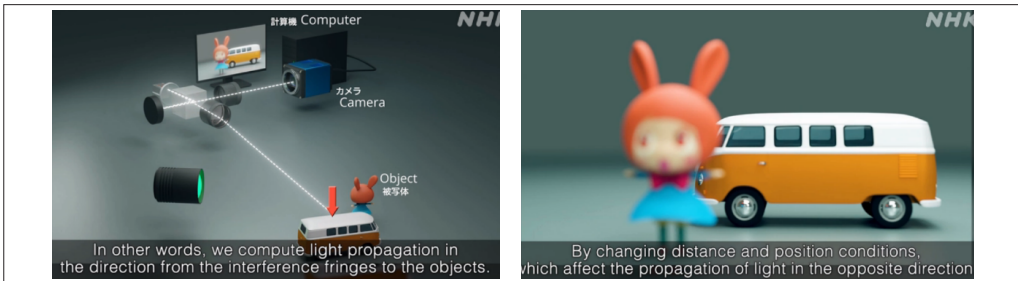 計算機 Computer
NHK
カメラ
Camera
Object
被写体
In other words, we compute light propagation in
the direction from the interference fringes to the objects.
NHK
By changing distance and position conditions,
which affect the propagation of light in the opposite direction